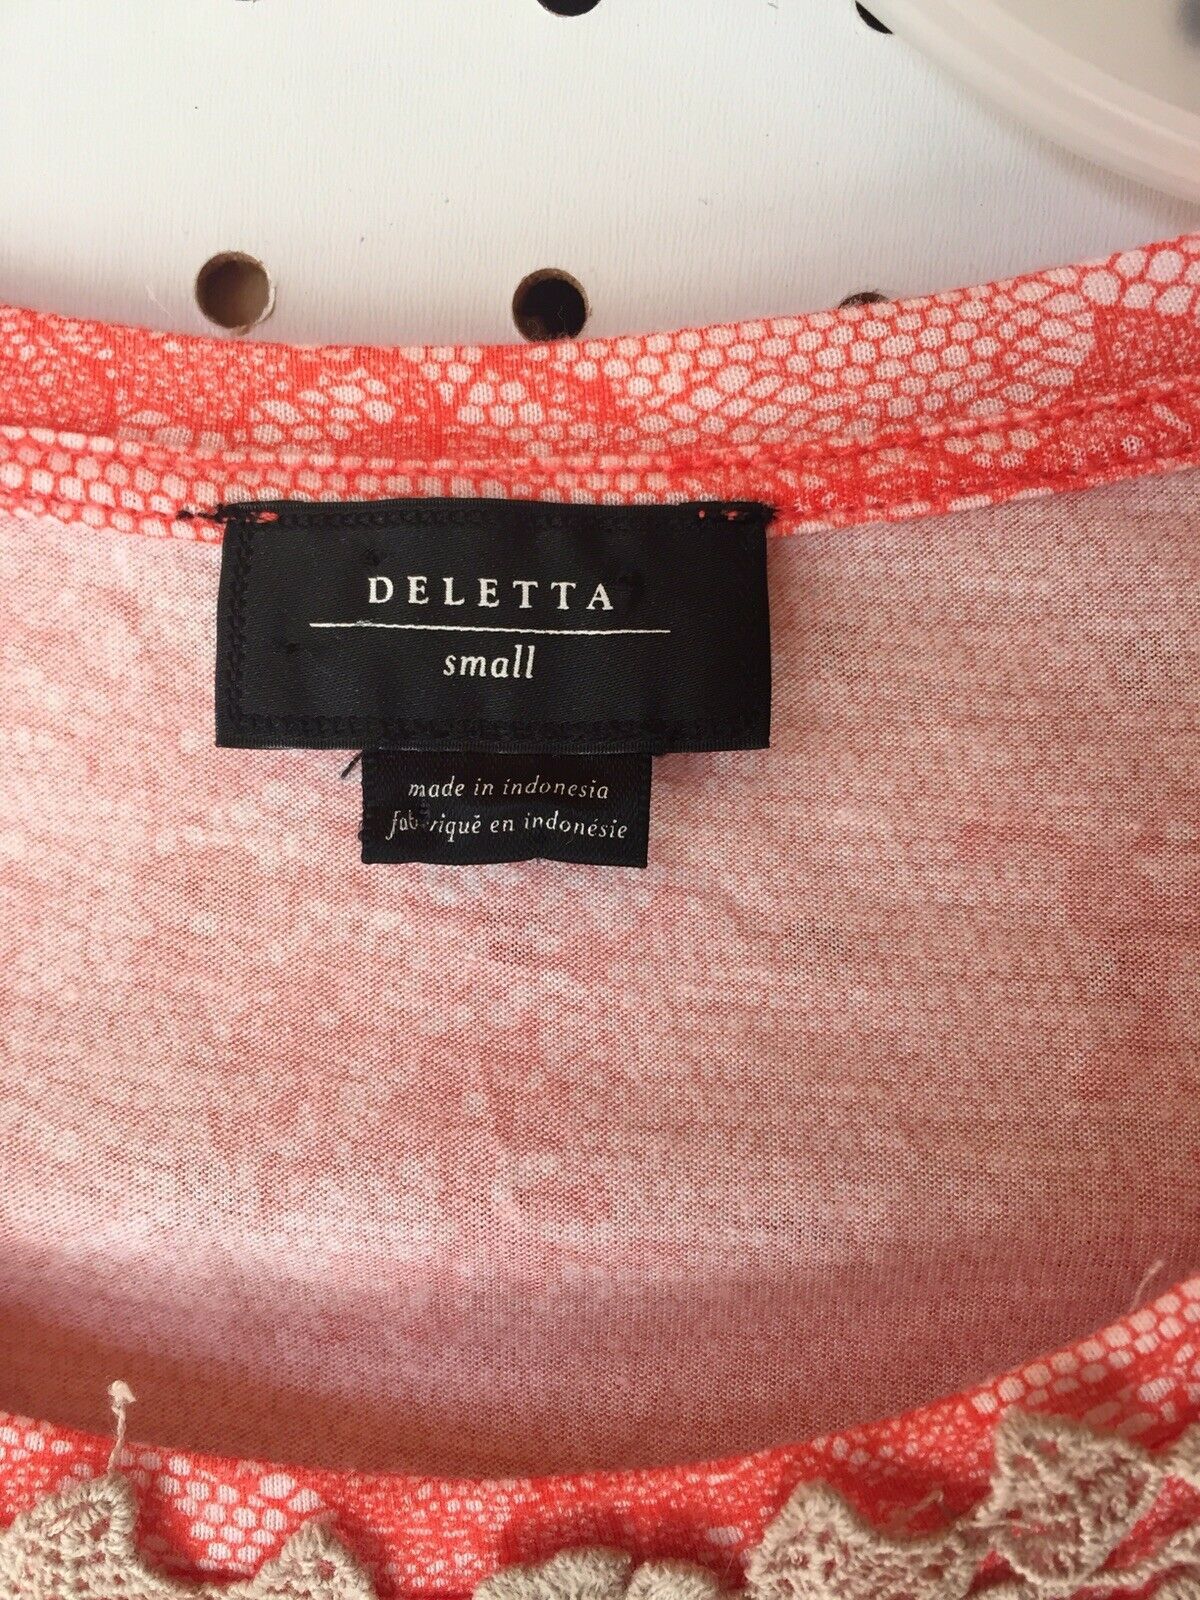 DELETTA
small
made in indonesia
fabriqué en indonésie